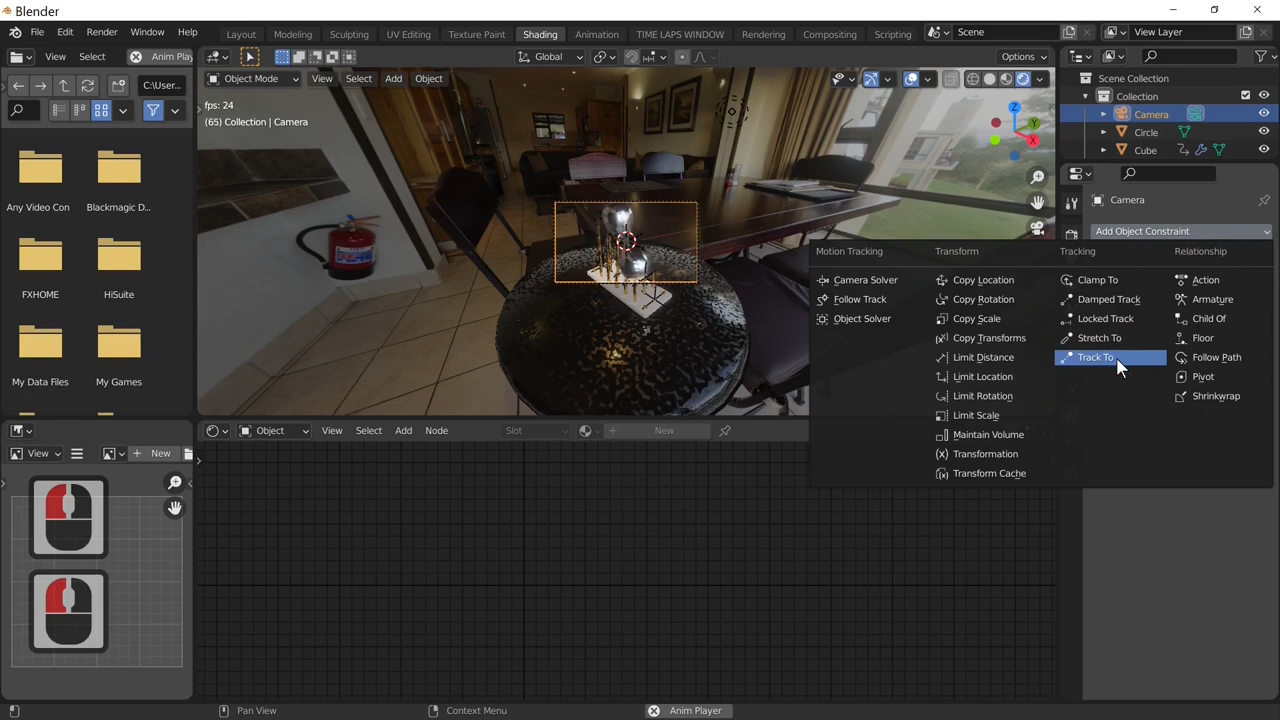 Blender
File Edit Render Window Help Layout Modeling Sculpting UV Editing Texture Paint Shading Animation TIME LAPS WINDOW Rendering Compositing Scripting Scene View Layer
View Select Anim Play Global Options
C:\User... Object Mode View Select Add Object
fps: 24
(65) Collection | Camera
Z
Y
X
Scene Collection
Collection
Camera
Circle
Cube
Camera
Add Object Constraint
Any Video Con
Blackmagic D...
FXHOME
HiSuite
My Data Files
My Games
Motion Tracking
Camera Solver
Follow Track
Object Solver
Transform
Copy Location
Copy Rotation
Copy Scale
Copy Transforms
Limit Distance
Limit Location
Limit Rotation
Limit Scale
Maintain Volume
Transformation
Transform Cache
Tracking
Clamp To
Damped Track
Locked Track
Stretch To
Track To
Relationship
Action
Armature
Child Of
Floor
Follow Path
Pivot
Shrinkwrap
Object View Select Add Node Slot New
View New
Pan View Context Menu Anim Player